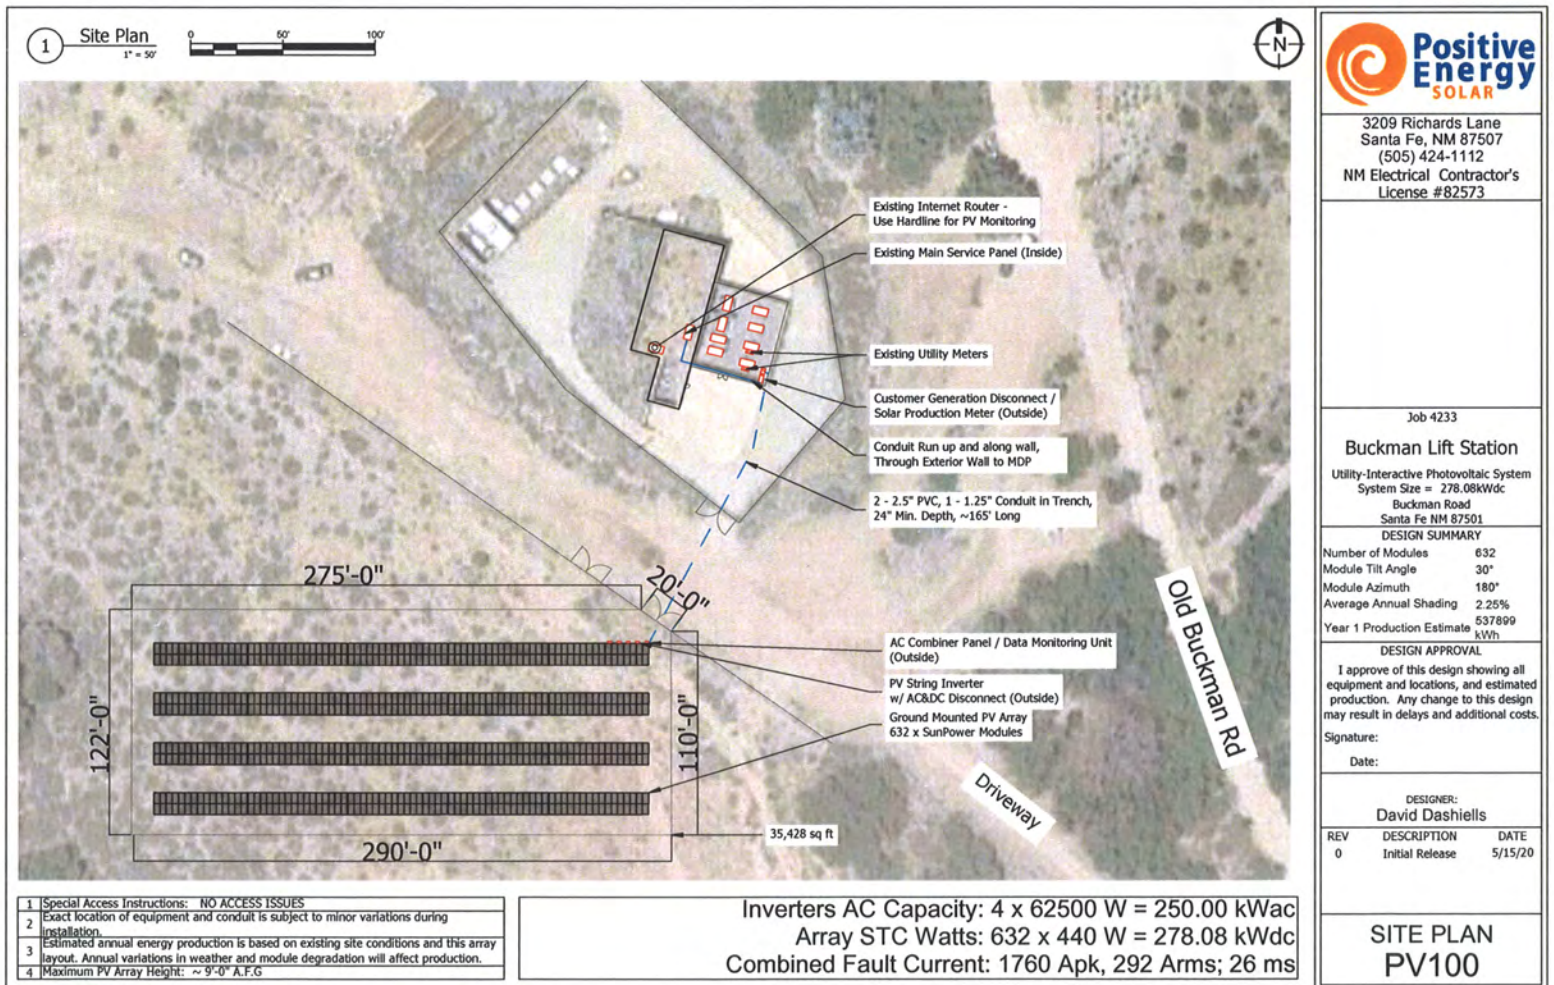 1
Site Plan
1" = 50'
0 50' 100'
N
Existing Internet Router -
Use Hardline for PV Monitoring
Existing Main Service Panel (Inside)
Existing Utility Meters
Customer Generation Disconnect /
Solar Production Meter (Outside)
Conduit Run up and along wall,
Through Exterior Wall to MDP
2 - 2.5" PVC, 1 - 1.25" Conduit in Trench,
24" Min. Depth, ~165' Long
275'-0"
20'-0"
122'-0"
110'-0"
290'-0"
AC Combiner Panel / Data Monitoring Unit
(Outside)
PV String Inverter
w/ AC&DC Disconnect (Outside)
Ground Mounted PV Array
632 x SunPower Modules
35,428 sq ft
Old Buckman Rd
Driveway
1 Special Access Instructions: NO ACCESS ISSUES
2 Exact location of equipment and conduit is subject to minor variations during
installation.
3 Estimated annual energy production is based on existing site conditions and this array
layout. Annual variations in weather and module degradation will affect production.
4 Maximum PV Array Height: ~ 9'-0" A.F.G
Inverters AC Capacity: 4 x 62500 W = 250.00 kWac
Array STC Watts: 632 x 440 W = 278.08 kWdc
Combined Fault Current: 1760 Apk, 292 Arms; 26 ms
Positive
Energy
SOLAR
3209 Richards Lane
Santa Fe, NM 87507
(505) 424-1112
NM Electrical Contractor's
License #82573
Job 4233
Buckman Lift Station
Utility-Interactive Photovoltaic System
System Size = 278.08kWdc
Buckman Road
Santa Fe NM 87501
DESIGN SUMMARY
Number of Modules 632
Module Tilt Angle 30°
Module Azimuth 180°
Average Annual Shading 2.25%
Year 1 Production Estimate 537899
kWh
DESIGN APPROVAL
I approve of this design showing all
equipment and locations, and estimated
production. Any change to this design
may result in delays and additional costs.
Signature:
Date:
DESIGNER:
David Dashiells
REV DESCRIPTION DATE
0 Initial Release 5/15/20
SITE PLAN
PV100